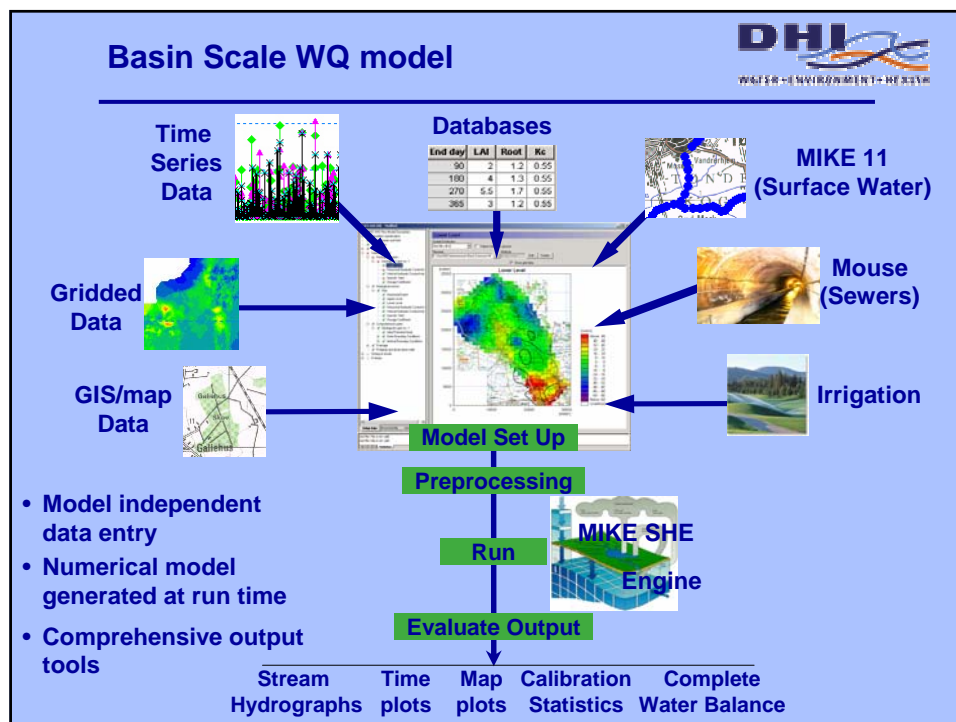 Basin Scale WQ model
DHI
WATER • ENVIRONMENT • HEALTH
Time
Series
Data
Databases
End day LAI Root Kc
90 2 1.2 0.55
180 4 1.3 0.55
270 5.5 1.7 0.55
365 3 1.2 0.55
MIKE 11
(Surface Water)
Gridded
Data
Lower Level
Mouse
(Sewers)
GIS/map
Data
Gallehus
Gallehus
Irrigation
Model Set Up
Preprocessing
• Model independent
data entry
• Numerical model
generated at run time
• Comprehensive output
tools
Run
MIKE SHE
Engine
Evaluate Output
Stream
Hydrographs
Time
plots
Map
plots
Calibration
Statistics
Complete
Water Balance